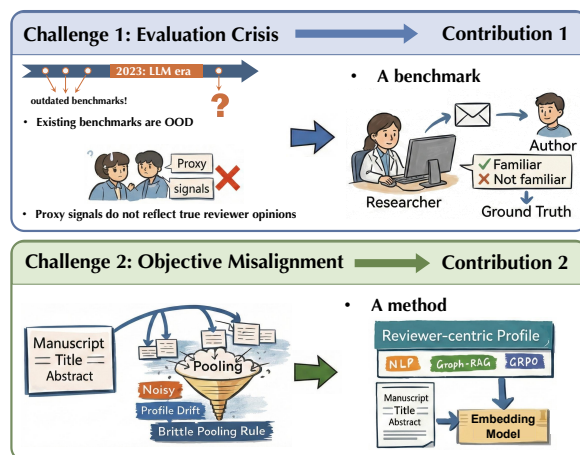 Challenge 1: Evaluation Crisis
Contribution 1
2023: LLM era
outdated benchmarks!
?
• Existing benchmarks are OOD
Proxy
signals
• Proxy signals do not reflect true reviewer opinions
• A benchmark
Author
Familiar
Not familiar
Researcher
Ground Truth
Challenge 2: Objective Misalignment
Contribution 2
Manuscript
Title
Abstract
Pooling
Noisy
Profile Drift
Brittle Pooling Rule
• A method
Reviewer-centric Profile
NLP
Graph-RAG
GRPO
Manuscript
Title
Abstract
Embedding
Model